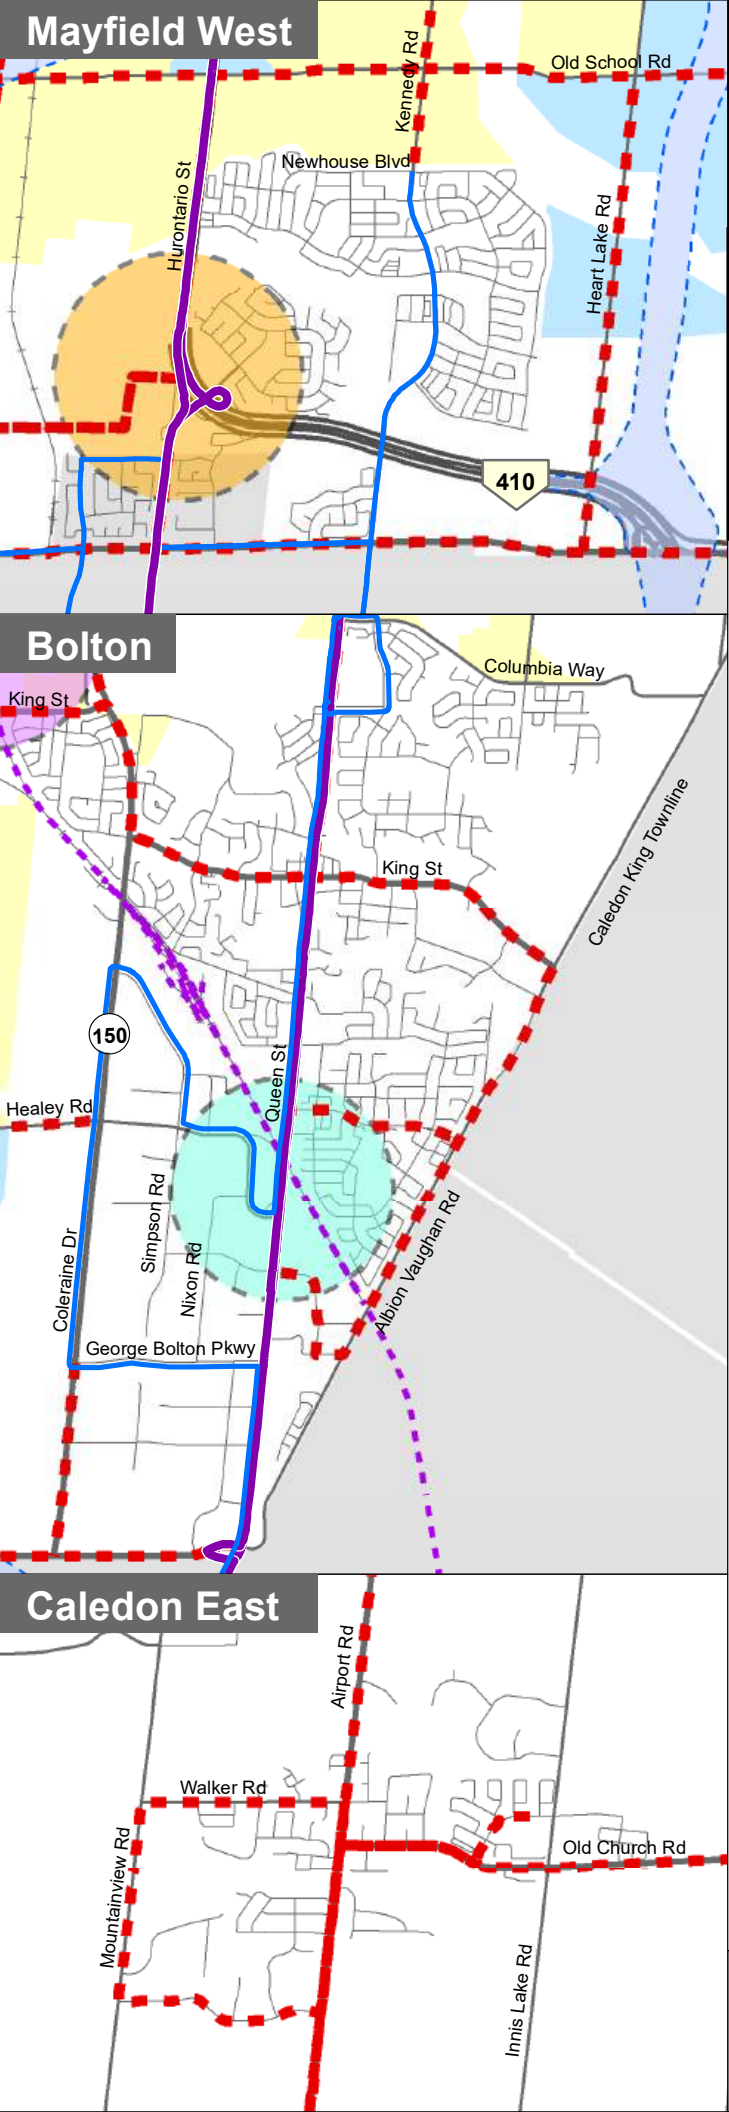 Mayfield West
Kennedy Rd
Old School Rd
Newhouse Blvd
Hurontario St
Heart Lake Rd
410
Bolton
Columbia Way
King St
Caledon King Townline
King St
150
Queen St
Healey Rd
Simpson Rd
Nixon Rd
Coleraine Dr
Albion Vaughan Rd
George Bolton Pkwy
Caledon East
Airport Rd
Walker Rd
Mountainview Rd
Old Church Rd
Innis Lake Rd